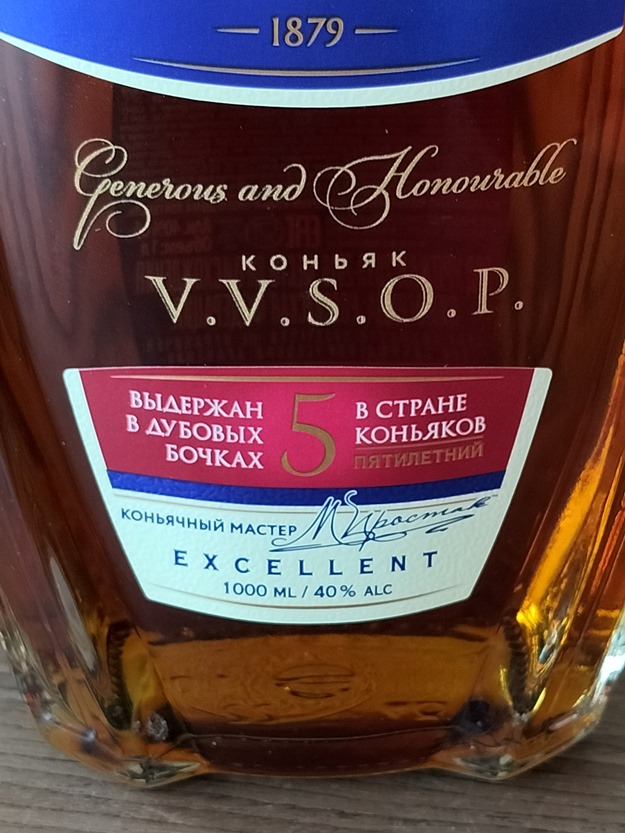 1879
Generous and Honourable
КОНЬЯК
V.V.S.O.P.
ВЫДЕРЖАН
В ДУБОВЫХ
БОЧКАХ
5
В СТРАНЕ
КОНЬЯКОВ
ПЯТИЛЕТНИЙ
КОНЬЯЧНЫЙ МАСТЕР
EXCELLENT
1000 ML / 40% ALC